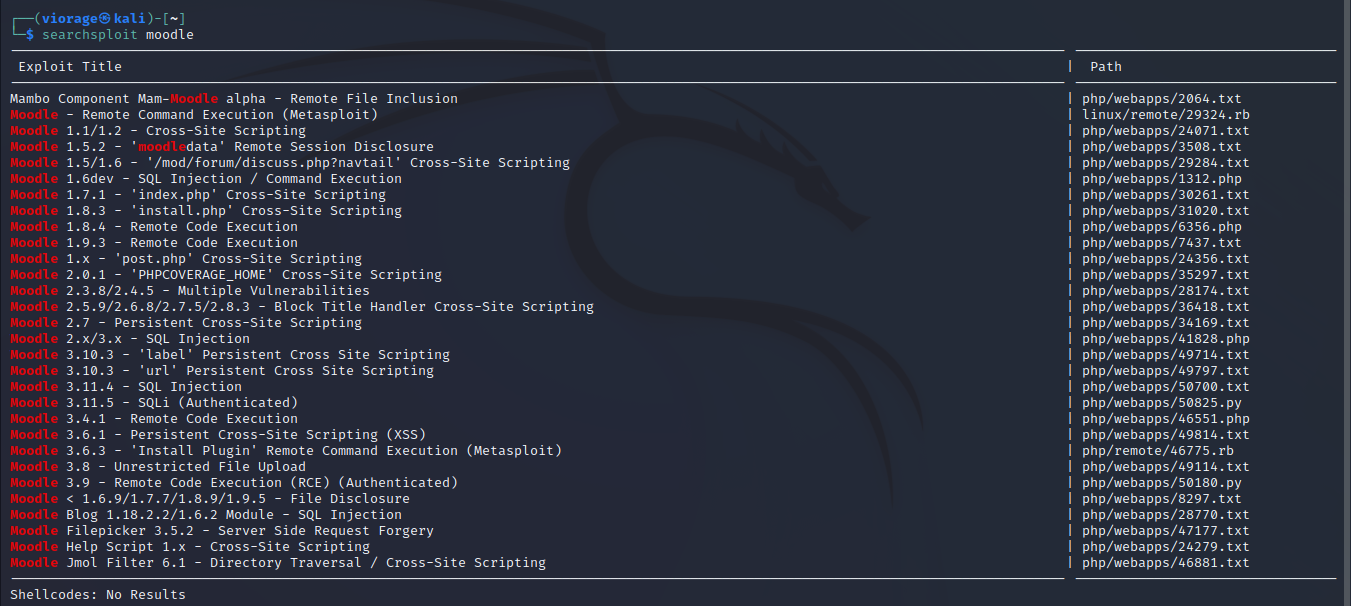 ┌──(viorage㉿kali)-[~]
└─$ searchsploit moodle
Exploit Title | Path
Mambo Component Mam-Moodle alpha - Remote File Inclusion | php/webapps/2064.txt
Moodle - Remote Command Execution (Metasploit) | linux/remote/29324.rb
Moodle 1.1/1.2 - Cross-Site Scripting | php/webapps/24071.txt
Moodle 1.5.2 - 'moodledata' Remote Session Disclosure | php/webapps/3508.txt
Moodle 1.5/1.6 - '/mod/forum/discuss.php?navtail' Cross-Site Scripting | php/webapps/29284.txt
Moodle 1.6dev - SQL Injection / Command Execution | php/webapps/1312.php
Moodle 1.7.1 - 'index.php' Cross-Site Scripting | php/webapps/30261.txt
Moodle 1.8.3 - 'install.php' Cross-Site Scripting | php/webapps/31020.txt
Moodle 1.8.4 - Remote Code Execution | php/webapps/6356.php
Moodle 1.9.3 - Remote Code Execution | php/webapps/7437.txt
Moodle 1.x - 'post.php' Cross-Site Scripting | php/webapps/24356.txt
Moodle 2.0.1 - 'PHPCOVERAGE_HOME' Cross-Site Scripting | php/webapps/35297.txt
Moodle 2.3.8/2.4.5 - Multiple Vulnerabilities | php/webapps/28174.txt
Moodle 2.5.9/2.6.8/2.7.5/2.8.3 - Block Title Handler Cross-Site Scripting | php/webapps/36418.txt
Moodle 2.7 - Persistent Cross-Site Scripting | php/webapps/34169.txt
Moodle 2.x/3.x - SQL Injection | php/webapps/41828.php
Moodle 3.10.3 - 'label' Persistent Cross Site Scripting | php/webapps/49714.txt
Moodle 3.10.3 - 'url' Persistent Cross Site Scripting | php/webapps/49797.txt
Moodle 3.11.4 - SQL Injection | php/webapps/50700.txt
Moodle 3.11.5 - SQLi (Authenticated) | php/webapps/50825.py
Moodle 3.4.1 - Remote Code Execution | php/webapps/46551.php
Moodle 3.6.1 - Persistent Cross-Site Scripting (XSS) | php/webapps/49814.txt
Moodle 3.6.3 - 'Install Plugin' Remote Command Execution (Metasploit) | php/remote/46775.rb
Moodle 3.8 - Unrestricted File Upload | php/webapps/49114.txt
Moodle 3.9 - Remote Code Execution (RCE) (Authenticated) | php/webapps/50180.py
Moodle < 1.6.9/1.7.7/1.8.9/1.9.5 - File Disclosure | php/webapps/8297.txt
Moodle Blog 1.18.2.2/1.6.2 Module - SQL Injection | php/webapps/28770.txt
Moodle Filepicker 3.5.2 - Server Side Request Forgery | php/webapps/47177.txt
Moodle Help Script 1.x - Cross-Site Scripting | php/webapps/24279.txt
Moodle Jmol Filter 6.1 - Directory Traversal / Cross-Site Scripting | php/webapps/46881.txt
Shellcodes: No Results